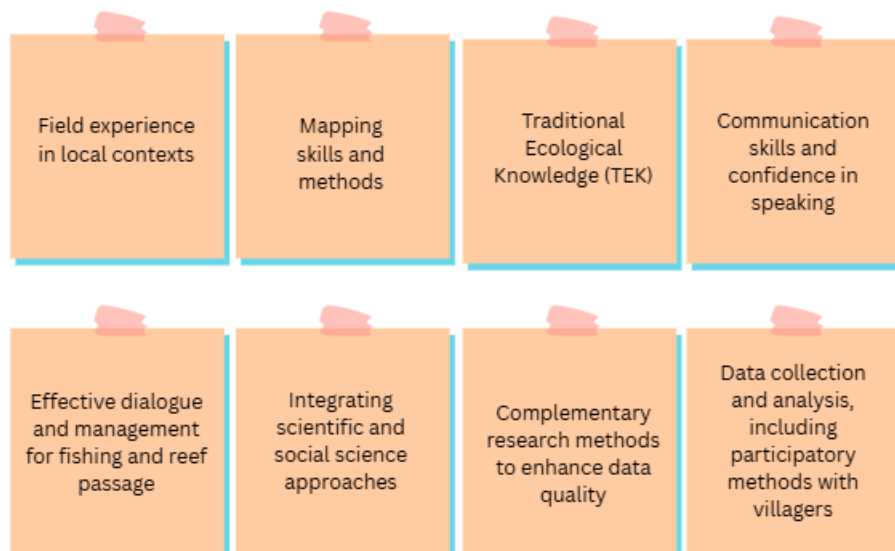 Field experience
in local contexts
Mapping
skills and
methods
Traditional
Ecological
Knowledge (TEK)
Communication
skills and
confidence in
speaking
Effective dialogue
and management
for fishing and reef
passage
Integrating
scientific and
social science
approaches
Complementary
research methods
to enhance data
quality
Data collection
and analysis,
including
participatory
methods with
villagers